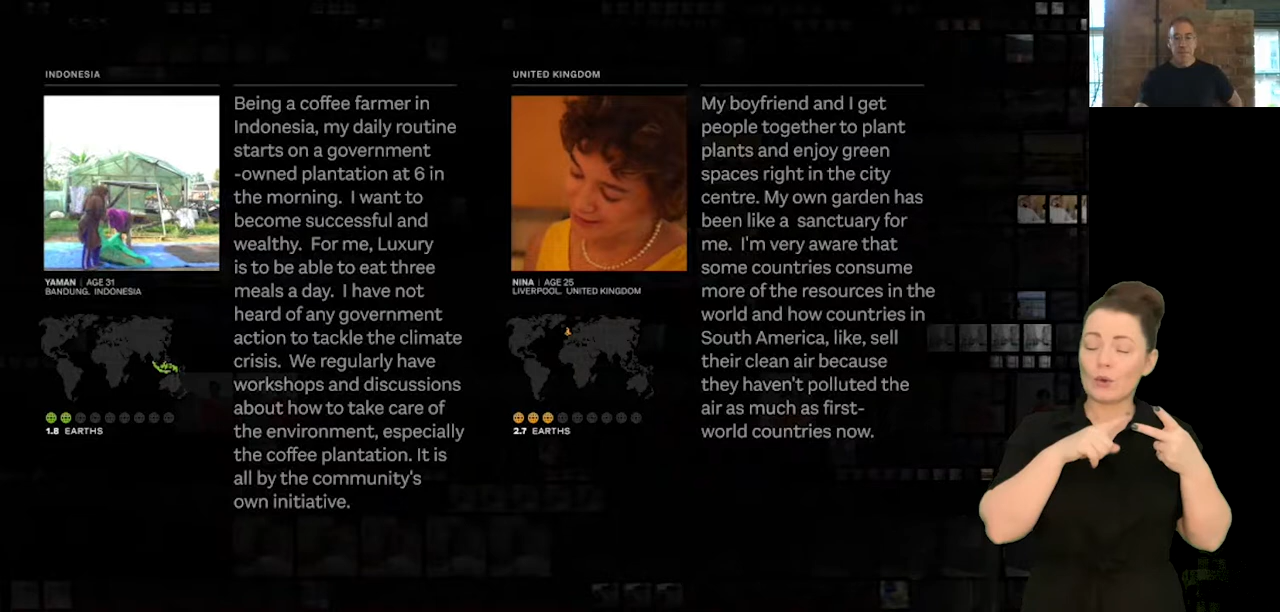 INDONESIA
Being a coffee farmer in
Indonesia, my daily routine
starts on a government
-owned plantation at 6 in
the morning. I want to
become successful and
wealthy. For me, Luxury
is to be able to eat three
meals a day. I have not
heard of any government
action to tackle the climate
crisis. We regularly have
workshops and discussions
about how to take care of
the environment, especially
the coffee plantation. It is
all by the community's
own initiative.
YAMAN | AGE 31
BANDUNG, INDONESIA
1.8 EARTHS
UNITED KINGDOM
My boyfriend and I get
people together to plant
plants and enjoy green
spaces right in the city
centre. My own garden has
been like a sanctuary for
me. I'm very aware that
some countries consume
more of the resources in the
world and how countries in
South America, like, sell
their clean air because
they haven't polluted the
air as much as first-
world countries now.
NINA | AGE 25
LIVERPOOL, UNITED KINGDOM
2.7 EARTHS